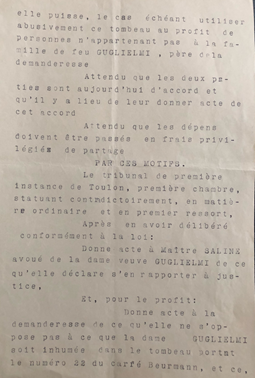 elle puisse, le cas échéant utiliser
abusivement ce tombeau au profit de
personnes n'appartenant pas à la fa-
mille de feu GUGLIELMI , père de la
demanderesse
Attendu que les deux pa-
ties sont aujourd'hui d'accord et
qu'il y a lieu de leur donner acte de
cet accord
Attendu que les dépens
doivent être passés en frais privi-
légiés de partage
PAR CES MOTIFS.
Le tribunal de première
instance de Toulon, première chambre,
statuant contradictoirement, en matiè-
re ordinaire et en premier ressort,
Après en avoir délibéré
conformément à la loi:
Donne acte à Maître SALINE
avoué de la dame veuve GUGLIELMI de ce
qu'elle déclare s'en rapporter à jus-
tice,
Et, pour le profit:
Donne acte à la
demanderesse de ce qu'elle ne s'op-
pose pas à ce que la dame GUGLIELMI
soit inhumée dans le tombeau portat
le numéro 22 du carré Beurmann, et ce,